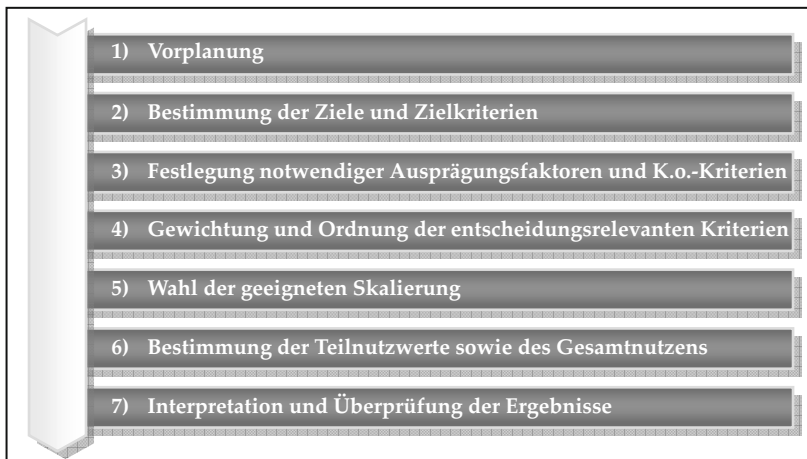 1) Vorplanung
2) Bestimmung der Ziele und Zielkriterien
3) Festlegung notwendiger Ausprägungsfaktoren und K.o.-Kriterien
4) Gewichtung und Ordnung der entscheidungsrelevanten Kriterien
5) Wahl der geeigneten Skalierung
6) Bestimmung der Teilnutzwerte sowie des Gesamtnutzens
7) Interpretation und Überprüfung der Ergebnisse